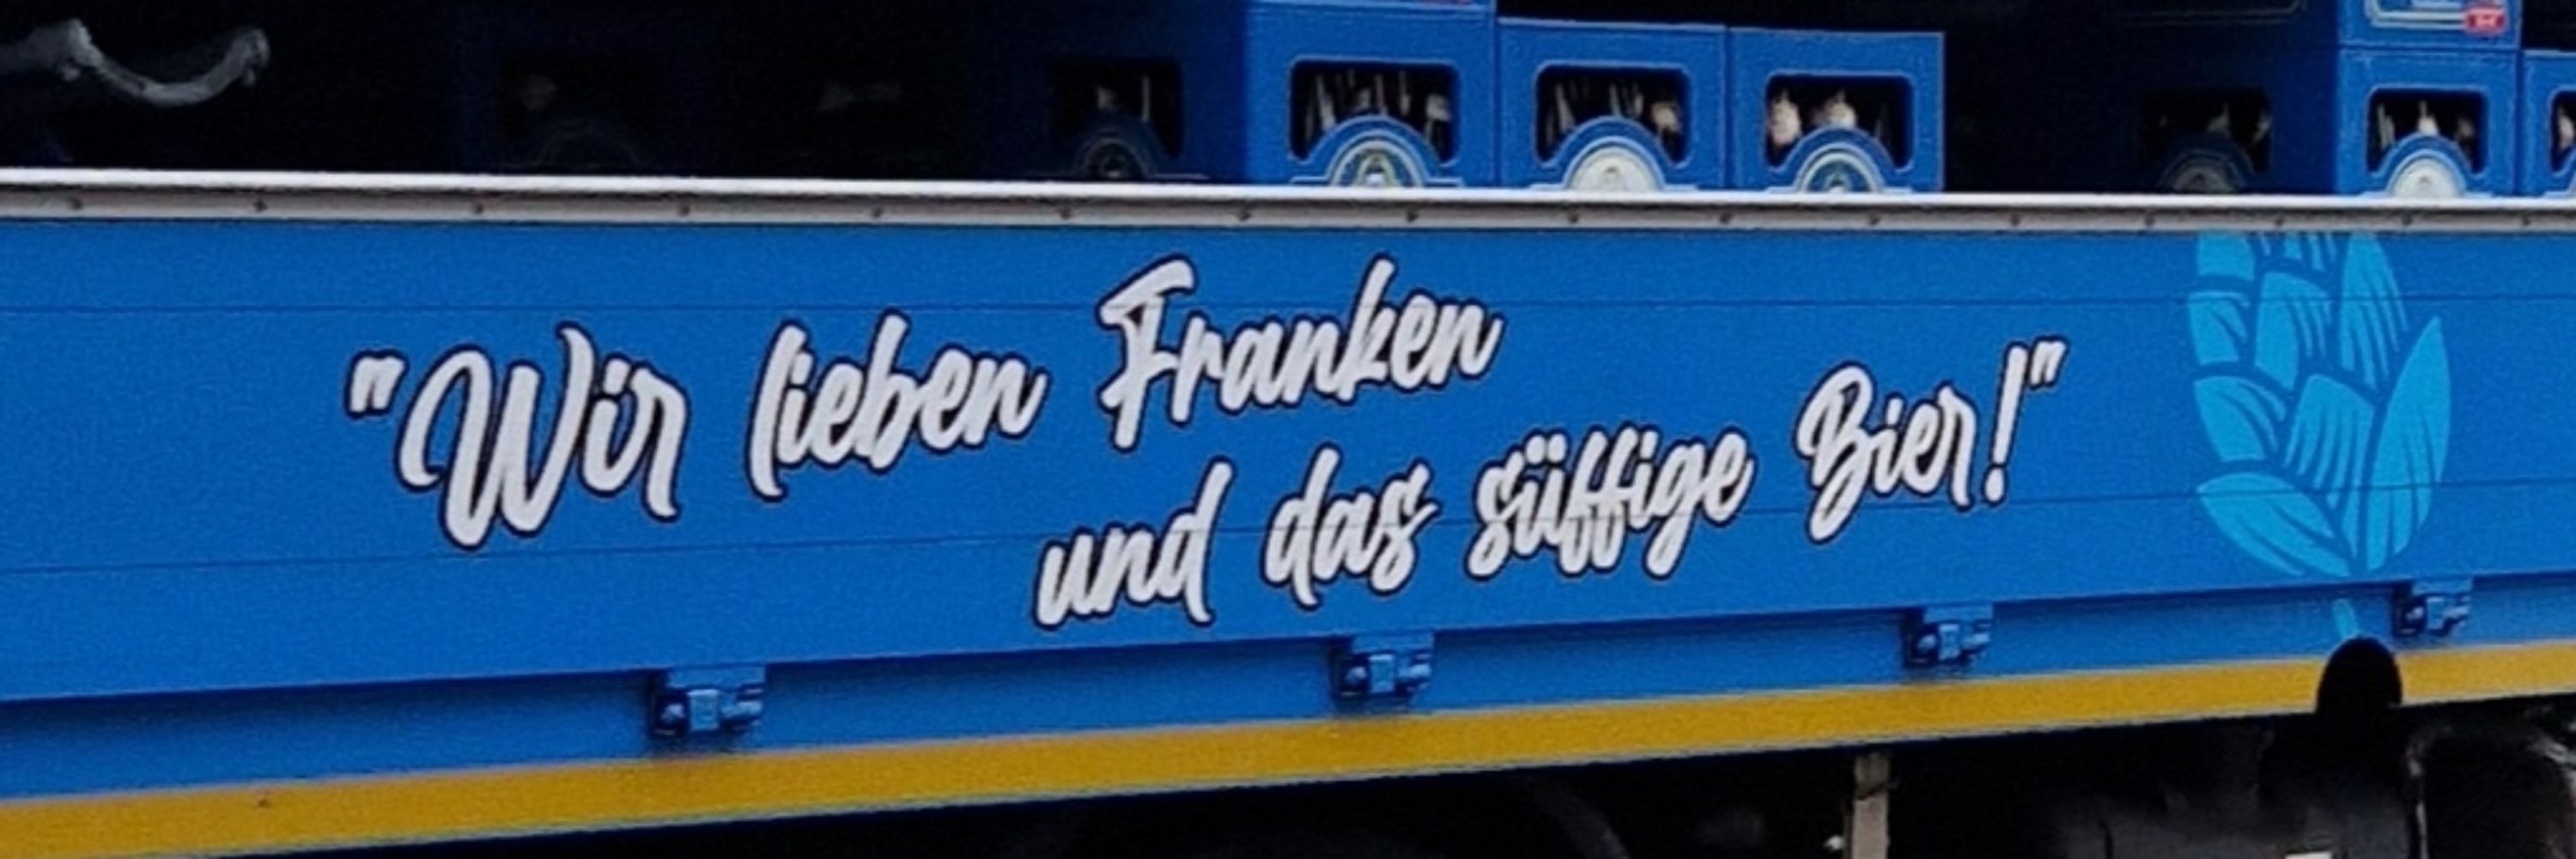 "Wir lieben Franken
und das süffige Bier!"